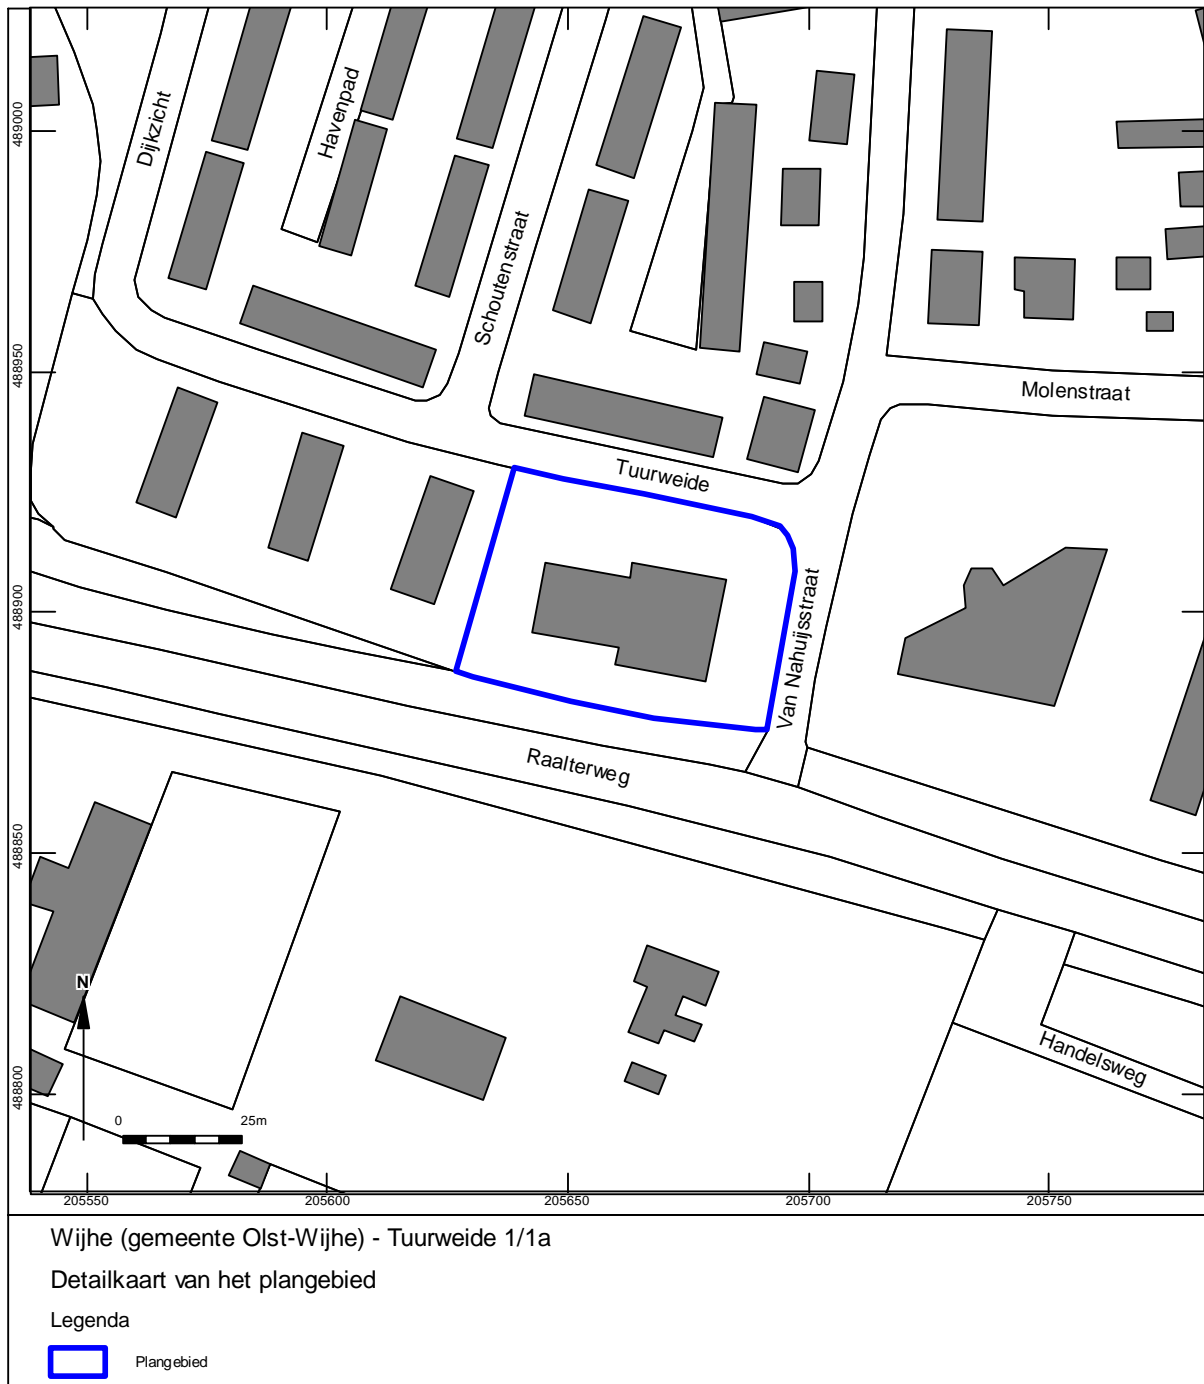 Dijkzicht
Havenpad
Schoutenstraat
Molenstraat
Tuurweide
Van Nahuijsstraat
Raalterweg
Handelsweg
489000
488950
488900
488850
488800
N
0 25m
205550 205600 205650 205700 205750
Wijhe (gemeente Olst-Wijhe) - Tuurweide 1/1a
Detailkaart van het plangebied
Legenda
Plangebied